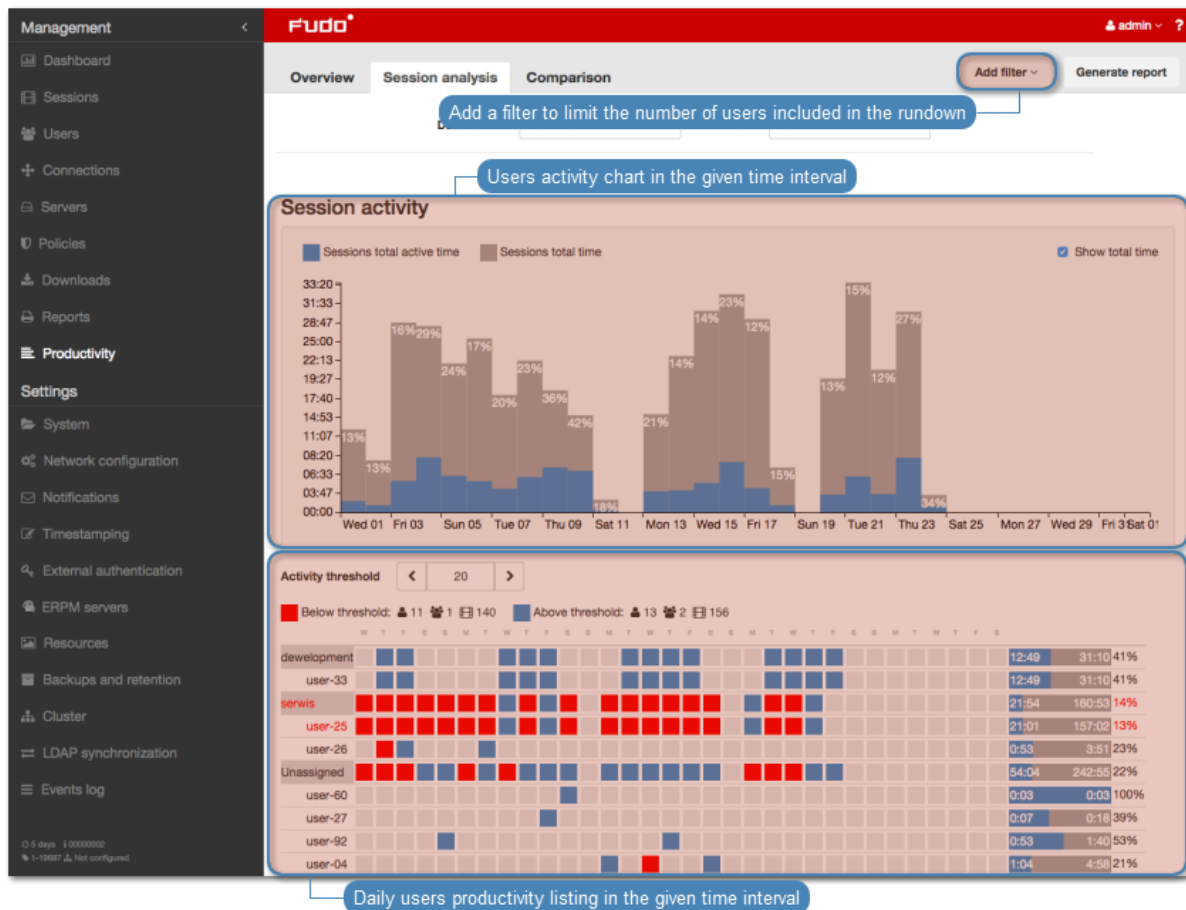 Management
Dashboard
Sessions
Users
Connections
Servers
Policies
Downloads
Reports
Productivity
Settings
System
Network configuration
Notifications
Timestamping
External authentication
ERPM servers
Resources
Backups and retention
Cluster
LDAP synchronization
Events log
5 days 00000002
1-19687 Not configured
Fudo
admin ?
Overview Session analysis Comparison Add filter Generate report
Add a filter to limit the number of users included in the rundown
Users activity chart in the given time interval
Session activity
Sessions total active time Sessions total time Show total time
33:20
31:33
28:47
25:00
22:13
19:27
17:40
14:53
11:07
08:20
06:33
03:47
00:00
13% 13% 16% 29% 24% 17% 20% 23% 36% 42% 18% 21% 14% 14% 23% 12% 15% 13% 15% 12% 27% 34%
Wed 01 Fri 03 Sun 05 Tue 07 Thu 09 Sat 11 Mon 13 Wed 15 Fri 17 Sun 19 Tue 21 Thu 23 Sat 25 Mon 27 Wed 29 Fri 31 Sat 01
Activity threshold < 20 >
Below threshold: 11 1 140 Above threshold: 13 2 156
W T F S S M T W T F S S M T W T F S S M T W T F S S M T W T F S
dewelopment 12:49 31:10 41%
user-33 12:49 31:10 41%
serwis 21:54 160:53 14%
user-25 21:01 157:02 13%
user-26 0:53 3:51 23%
Unassigned 54:04 242:55 22%
user-60 0:03 0:03 100%
user-27 0:07 0:18 39%
user-92 0:53 1:40 53%
user-04 1:04 4:58 21%
Daily users productivity listing in the given time interval